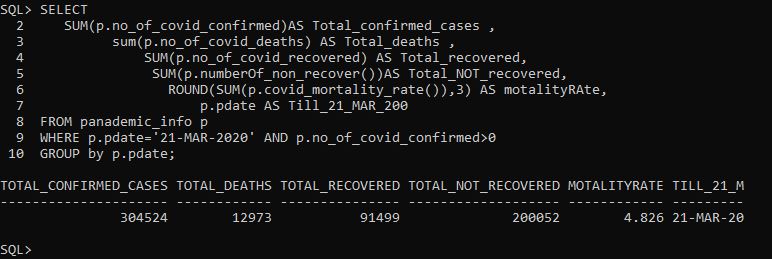 SQL> SELECT
  2      SUM(p.no_of_covid_confirmed)AS Total_confirmed_cases ,
  3          sum(p.no_of_covid_deaths) AS Total_deaths ,
  4              SUM(p.no_of_covid_recovered) AS Total_recovered,
  5               SUM(p.numberOf_non_recover())AS Total_NOT_recovered,
  6                 ROUND(SUM(p.covid_mortality_rate()),3) AS motalityRAte,
  7                     p.pdate AS Till_21_MAR_200
  8  FROM panademic_info p
  9  WHERE p.pdate='21-MAR-2020' AND p.no_of_covid_confirmed>0
 10  GROUP by p.pdate;
TOTAL_CONFIRMED_CASES TOTAL_DEATHS TOTAL_RECOVERED TOTAL_NOT_RECOVERED MOTALITYRATE TILL_21_M
--------------------- ------------ --------------- ------------------- ------------ ---------
               304524        12973           91499              200052        4.826 21-MAR-20
SQL>